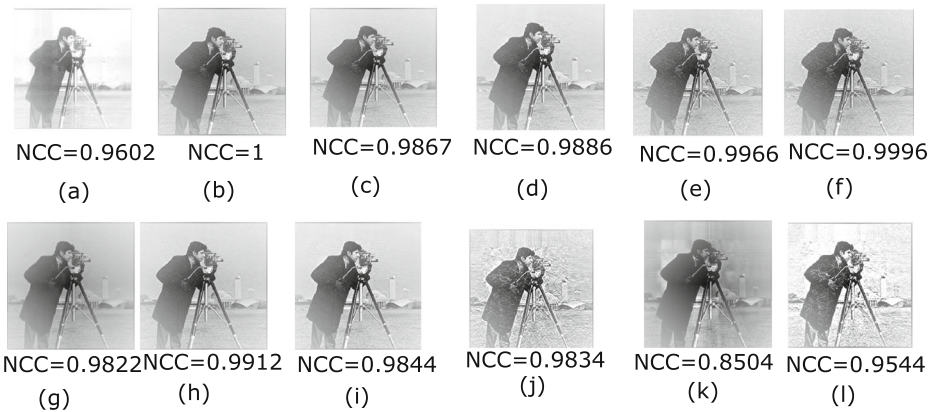 NCC=0.9602 NCC=1 NCC=0.9867 NCC=0.9886 NCC=0.9966 NCC=0.9996
(a) (b) (c) (d) (e) (f)
NCC=0.9822 NCC=0.9912 NCC=0.9844 NCC=0.9834 NCC=0.8504 NCC=0.9544
(g) (h) (i) (j) (k) (l)